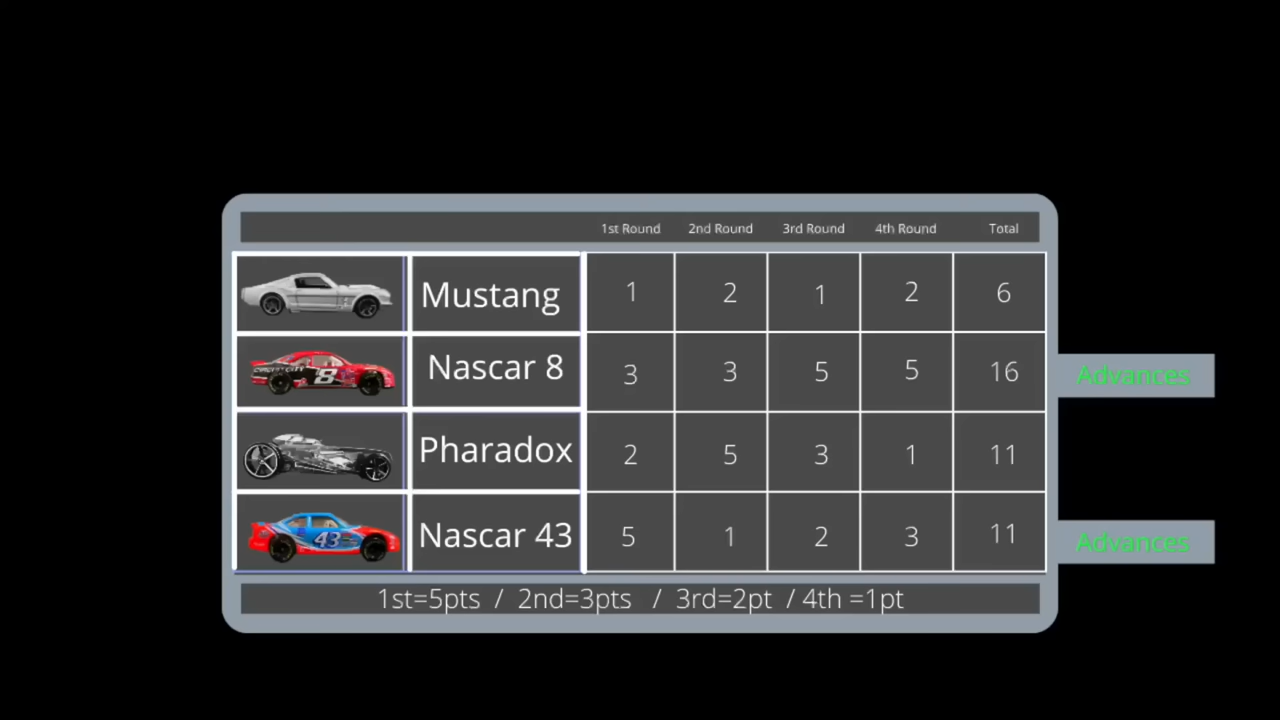 1st Round 2nd Round 3rd Round 4th Round Total
Mustang 1 2 1 2 6
8 Nascar 8 3 3 5 5 16 Advances
Pharadox 2 5 3 1 11
43 Nascar 43 5 1 2 3 11 Advances
1st=5pts / 2nd=3pts / 3rd=2pt / 4th =1pt